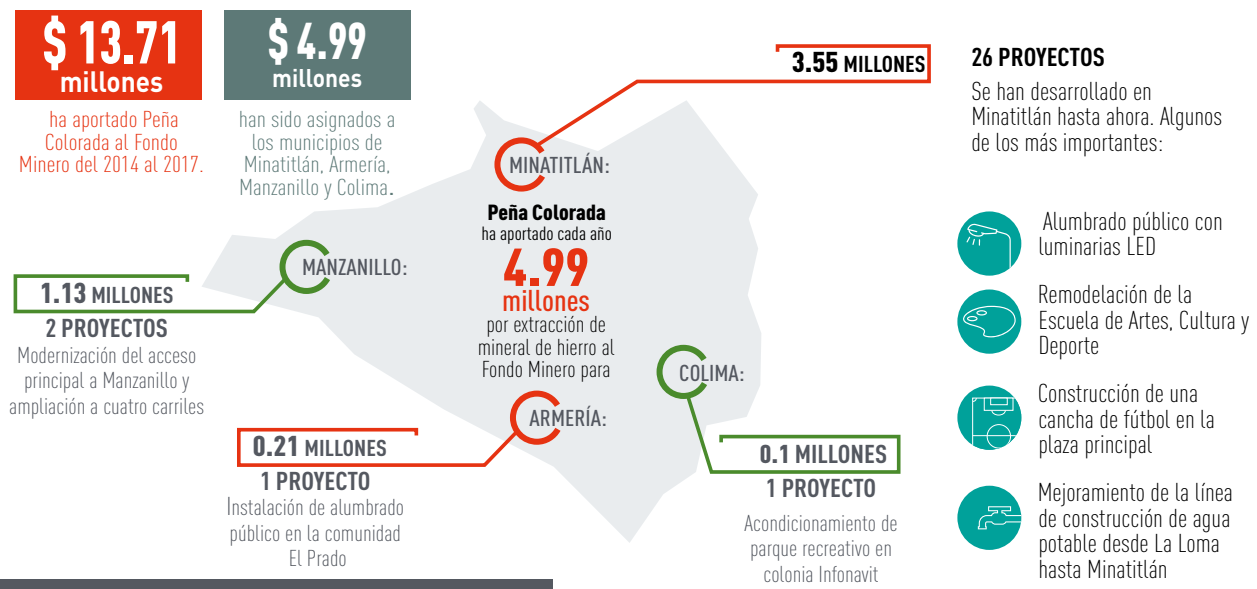 $ 13.71
millones
ha aportado Peña
Colorada al Fondo
Minero del 2014 al 2017.
$ 4.99
millones
han sido asignados a
los municipios de
Minatitlán, Armería,
Manzanillo y Colima.
3.55 MILLONES
MINATITLÁN:
Peña Colorada
ha aportado cada año
4.99
millones
por extracción de
mineral de hierro al
Fondo Minero para
MANZANILLO:
1.13 MILLONES
2 PROYECTOS
Modernización del acceso
principal a Manzanillo y
ampliación a cuatro carriles
ARMERÍA:
0.21 MILLONES
1 PROYECTO
Instalación de alumbrado
público en la comunidad
El Prado
COLIMA:
0.1 MILLONES
1 PROYECTO
Acondicionamiento de
parque recreativo en
colonia Infonavit
26 PROYECTOS
Se han desarrollado en
Minatitlán hasta ahora. Algunos
de los más importantes:
Alumbrado público con
luminarias LED
Remodelación de la
Escuela de Artes, Cultura y
Deporte
Construcción de una
cancha de fútbol en la
plaza principal
Mejoramiento de la línea
de construcción de agua
potable desde La Loma
hasta Minatitlán